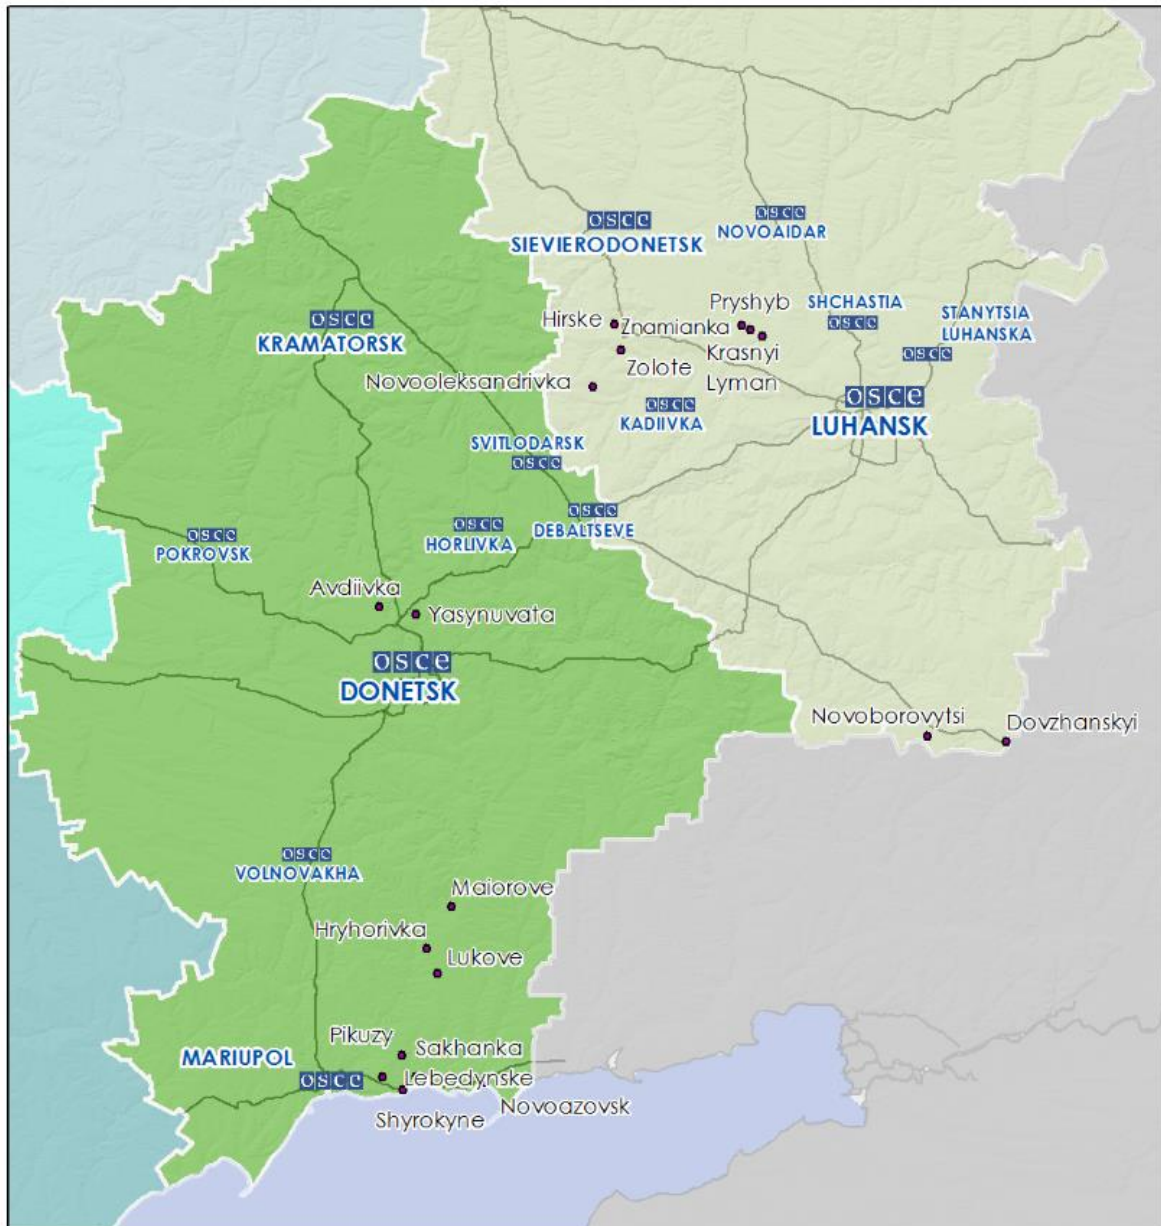 osce
SIEVIERODONETSK
osce
NOVOAIDAR
osce
KRAMATORSK
Hirske
Znamianka
Pryshyb
Krasnyi
Lyman
Zolote
Novooleksandrivka
SHCHASTIA
osce
STANYTSIA
LUHANSKA
osce
osce
KADIIVKA
osce
LUHANSK
SVITLODARSK
osce
osce
DEBALTSEVE
osce
HORLIVKA
osce
POKROVSK
Avdiivka
Yasynuvata
osce
DONETSK
Novoborovytsi
Dovzhanskyi
osce
VOLNOVAKHA
Maiorove
Hryhorivka
Lukove
Pikuzy
Sakhanka
MARIUPOL
osce
Lebedynske
Novoazovsk
Shyrokyne